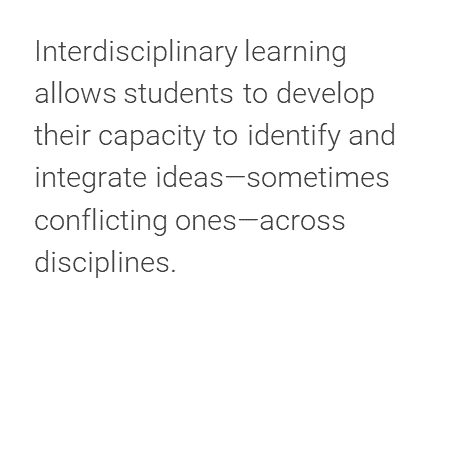 Interdisciplinary learning
allows students to develop
their capacity to identify and
integrate ideas—sometimes
conflicting ones—across
disciplines.